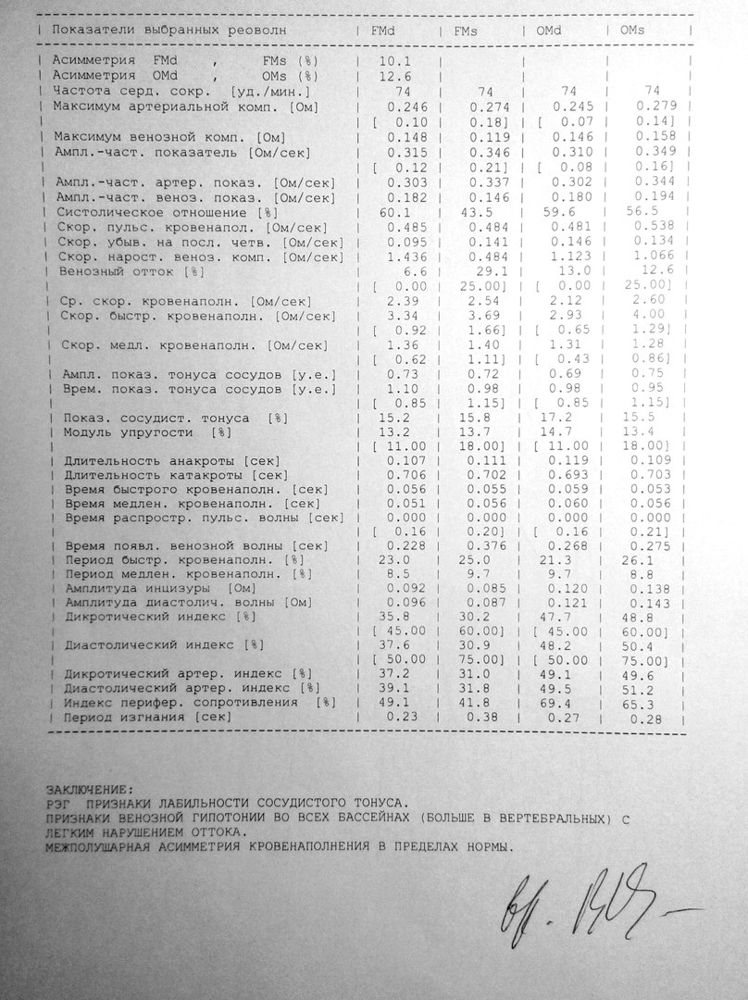 | Показатели выбранных реоволн | FMd | FMs | OMd | OMs |
| Асимметрия FMd , FMs (%) | 10.1 | | | |
| Асимметрия OMd , OMs (%) | 12.6 | | | |
| Частота серд. сокр. [уд./мин.] | 74 | 74 | 74 | 74 |
| Максимум артериальной комп. [Ом] | 0.246 | 0.274 | 0.245 | 0.279 |
| | [ 0.10 | 0.18] | [ 0.07 | 0.14] |
| Максимум венозной комп. [Ом] | 0.148 | 0.119 | 0.146 | 0.158 |
| Ампл.-част. показатель [Ом/сек] | 0.315 | 0.346 | 0.310 | 0.349 |
| | [ 0.12 | 0.21] | [ 0.08 | 0.16] |
| Ампл.-част. артер. показ. [Ом/сек] | 0.303 | 0.337 | 0.302 | 0.344 |
| Ампл.-част. веноз. показ. [Ом/сек] | 0.182 | 0.146 | 0.180 | 0.194 |
| Систолическое отношение [%] | 60.1 | 43.5 | 59.6 | 56.5 |
| Скор. пульс. кровенапол. [Ом/сек] | 0.485 | 0.484 | 0.481 | 0.538 |
| Скор. убыв. на посл. четв. [Ом/сек] | 0.095 | 0.141 | 0.146 | 0.134 |
| Скор. нарост. веноз. комп. [Ом/сек] | 1.436 | 0.484 | 1.123 | 1.066 |
| Венозный отток [%] | 6.6 | 29.1 | 13.0 | 12.6 |
| | [ 0.00 | 25.00] | [ 0.00 | 25.00] |
| Ср. скор. кровенаполн. [Ом/сек] | 2.39 | 2.54 | 2.12 | 2.60 |
| Скор. быстр. кровенаполн. [Ом/сек] | 3.34 | 3.69 | 2.93 | 4.00 |
| | [ 0.92 | 1.66] | [ 0.65 | 1.29] |
| Скор. медл. кровенаполн. [Ом/сек] | 1.36 | 1.40 | 1.31 | 1.28 |
| | [ 0.62 | 1.11] | [ 0.43 | 0.86] |
| Ампл. показ. тонуса сосудов [у.е.] | 0.73 | 0.72 | 0.69 | 0.75 |
| Врем. показ. тонуса сосудов [у.е.] | 1.10 | 0.98 | 0.98 | 0.95 |
| | [ 0.85 | 1.15] | [ 0.85 | 1.15] |
| Показ. сосудист. тонуса [%] | 15.2 | 15.8 | 17.2 | 15.5 |
| Модуль упругости [%] | 13.2 | 13.7 | 14.7 | 13.4 |
| | [ 11.00 | 18.00] | [ 11.00 | 18.00] |
| Длительность анакроты [сек] | 0.107 | 0.111 | 0.119 | 0.109 |
| Длительность катакроты [сек] | 0.706 | 0.702 | 0.693 | 0.703 |
| Время быстрого кровенаполн. [сек] | 0.056 | 0.055 | 0.059 | 0.053 |
| Время медлен. кровенаполн. [сек] | 0.051 | 0.056 | 0.060 | 0.056 |
| Время распростр. пульс. волны [сек] | 0.000 | 0.000 | 0.000 | 0.000 |
| | [ 0.16 | 0.20] | [ 0.16 | 0.21] |
| Время появл. венозной волны [сек] | 0.228 | 0.376 | 0.268 | 0.275 |
| Период быстр. кровенаполн. [%] | 23.0 | 25.0 | 21.3 | 26.1 |
| Период медлен. кровенаполн. [%] | 8.5 | 9.7 | 9.7 | 8.8 |
| Амплитуда инцизуры [Ом] | 0.092 | 0.085 | 0.120 | 0.138 |
| Амплитуда диастолич. волны [Ом] | 0.096 | 0.087 | 0.121 | 0.143 |
| Дикротический индекс [%] | 35.8 | 30.2 | 47.7 | 48.8 |
| | [ 45.00 | 60.00] | [ 45.00 | 60.00] |
| Диастолический индекс [%] | 37.6 | 30.9 | 48.2 | 50.4 |
| | [ 50.00 | 75.00] | [ 50.00 | 75.00] |
| Дикротический артер. индекс [%] | 37.2 | 31.0 | 49.1 | 49.6 |
| Диастолический артер. индекс [%] | 39.1 | 31.8 | 49.5 | 51.2 |
| Индекс перифер. сопротивления [%] | 49.1 | 41.8 | 69.4 | 65.3 |
| Период изгнания [сек] | 0.23 | 0.38 | 0.27 | 0.28 |
ЗАКЛЮЧЕНИЕ:
РЭГ ПРИЗНАКИ ЛАБИЛЬНОСТИ СОСУДИСТОГО ТОНУСА.
ПРИЗНАКИ ВЕНОЗНОЙ ГИПОТОНИИ ВО ВСЕХ БАССЕЙНАХ (БОЛЬШЕ В ВЕРТЕБРАЛЬНЫХ) С
ЛЕГКИМ НАРУШЕНИЕМ ОТТОКА.
МЕЖПОЛУШАРНАЯ АСИММЕТРИЯ КРОВЕНАПОЛНЕНИЯ В ПРЕДЕЛАХ НОРМЫ.